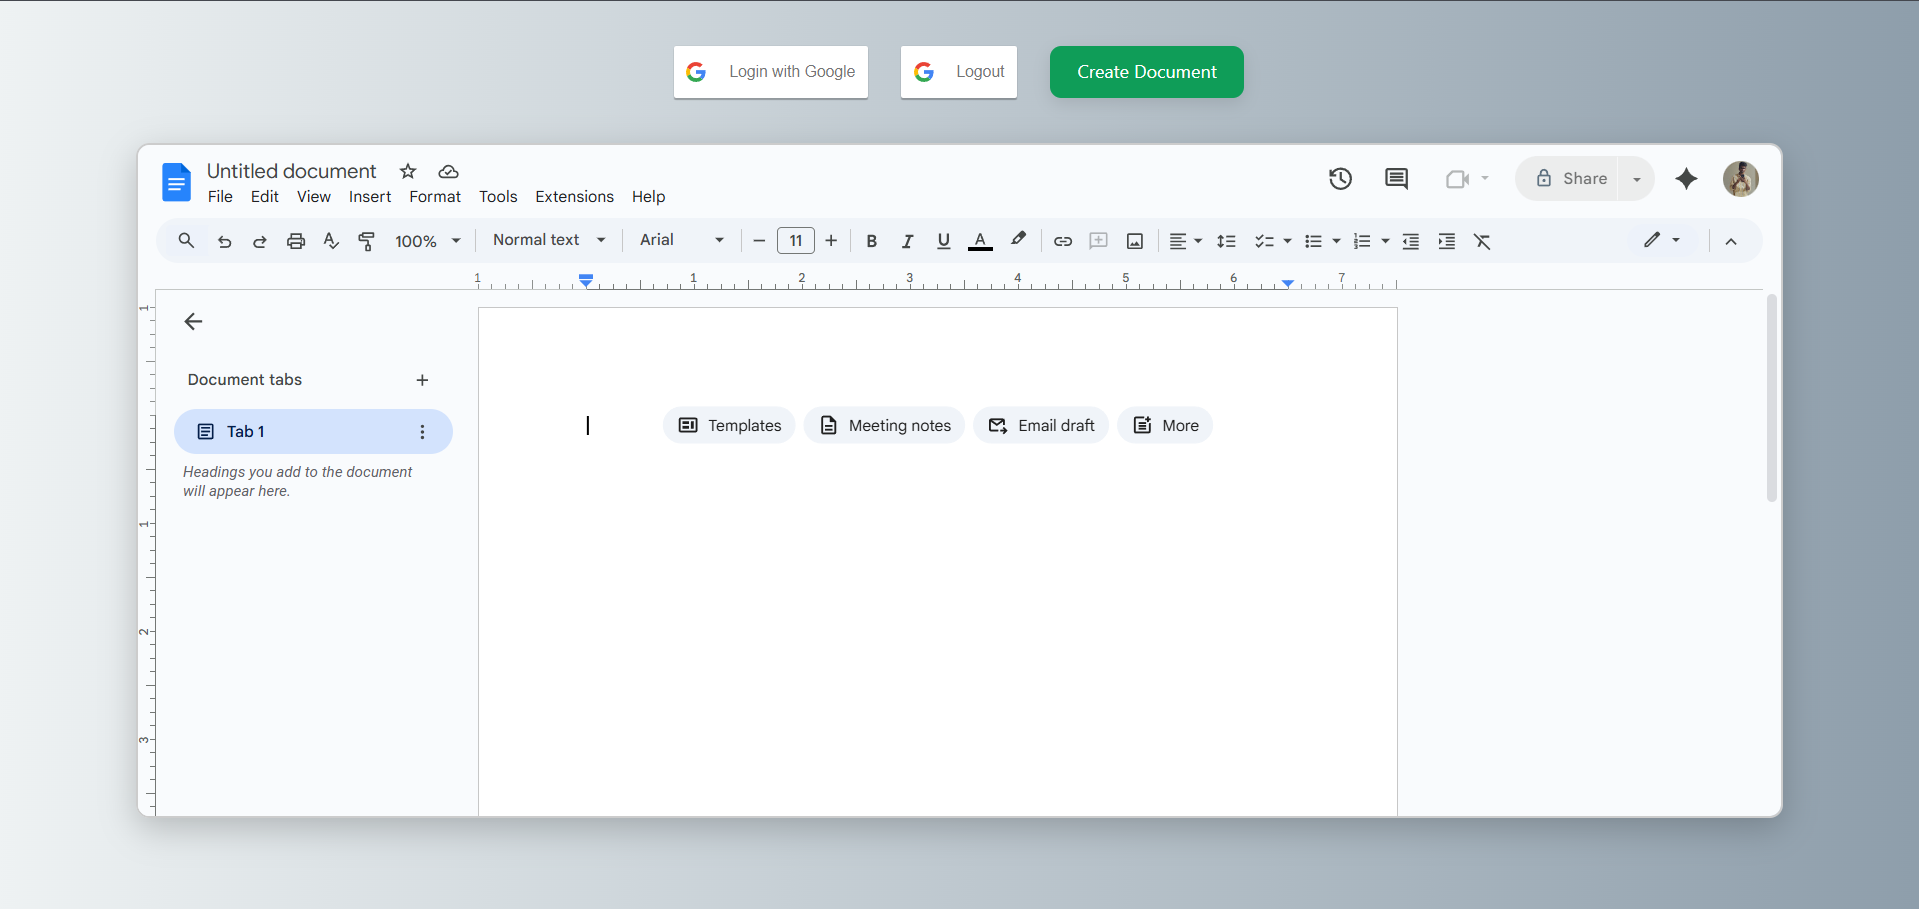 Login with Google
Logout
Create Document
Untitled document
File Edit View Insert Format Tools Extensions Help
Share
100% Normal text Arial 11 B I U A
1 1 2 3 4 5 6 7
1
Document tabs
Tab 1
Templates Meeting notes Email draft More
Headings you add to the document
will appear here.
1
2
3